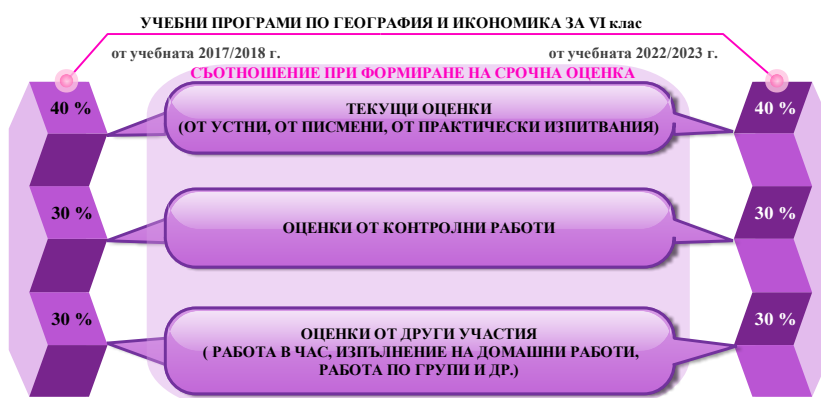 УЧЕБНИ ПРОГРАМИ ПО ГЕОГРАФИЯ И ИКОНОМИКА ЗА VI клас
от учебната 2017/2018 г.
от учебната 2022/2023 г.
СЪОТНОШЕНИЕ ПРИ ФОРМИРАНЕ НА СРОЧНА ОЦЕНКА
40 %
ТЕКУЩИ ОЦЕНКИ
(ОТ УСТНИ, ОТ ПИСМЕНИ, ОТ ПРАКТИЧЕСКИ ИЗПИТВАНИЯ)
40 %
30 %
ОЦЕНКИ ОТ КОНТРОЛНИ РАБОТИ
30 %
30 %
ОЦЕНКИ ОТ ДРУГИ УЧАСТИЯ
( РАБОТА В ЧАС, ИЗПЪЛНЕНИЕ НА ДОМАШНИ РАБОТИ,
РАБОТА ПО ГРУПИ И ДР.)
30 %